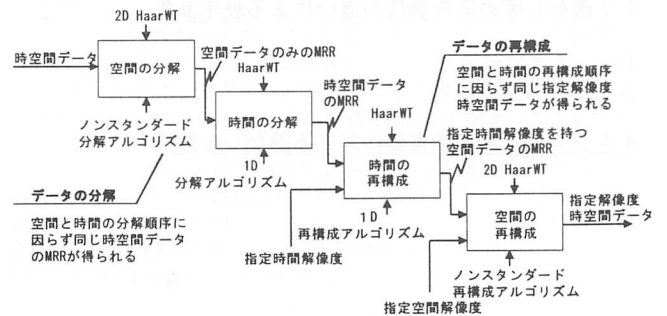 2D HaarWT
時空間データ
空間の分解
ノンスタンダード
分解アルゴリズム
空間データのみのMRR
HaarWT
時間の分解
1D
分解アルゴリズム
時空間データ
のMRR
データの分解
空間と時間の分解順序に
因らず同じ時空間データ
のMRRが得られる
データの再構成
空間と時間の再構成順序
に因らず同じ指定解像度
時空間データが得られる
HaarWT
時間の
再構成
1D
再構成アルゴリズム
指定時間解像度
指定時間解像度を持つ
空間データのMRR
2D HaarWT
空間の
再構成
指定解像度
時空間データ
ノンスタンダード
再構成アルゴリズム
指定空間解像度